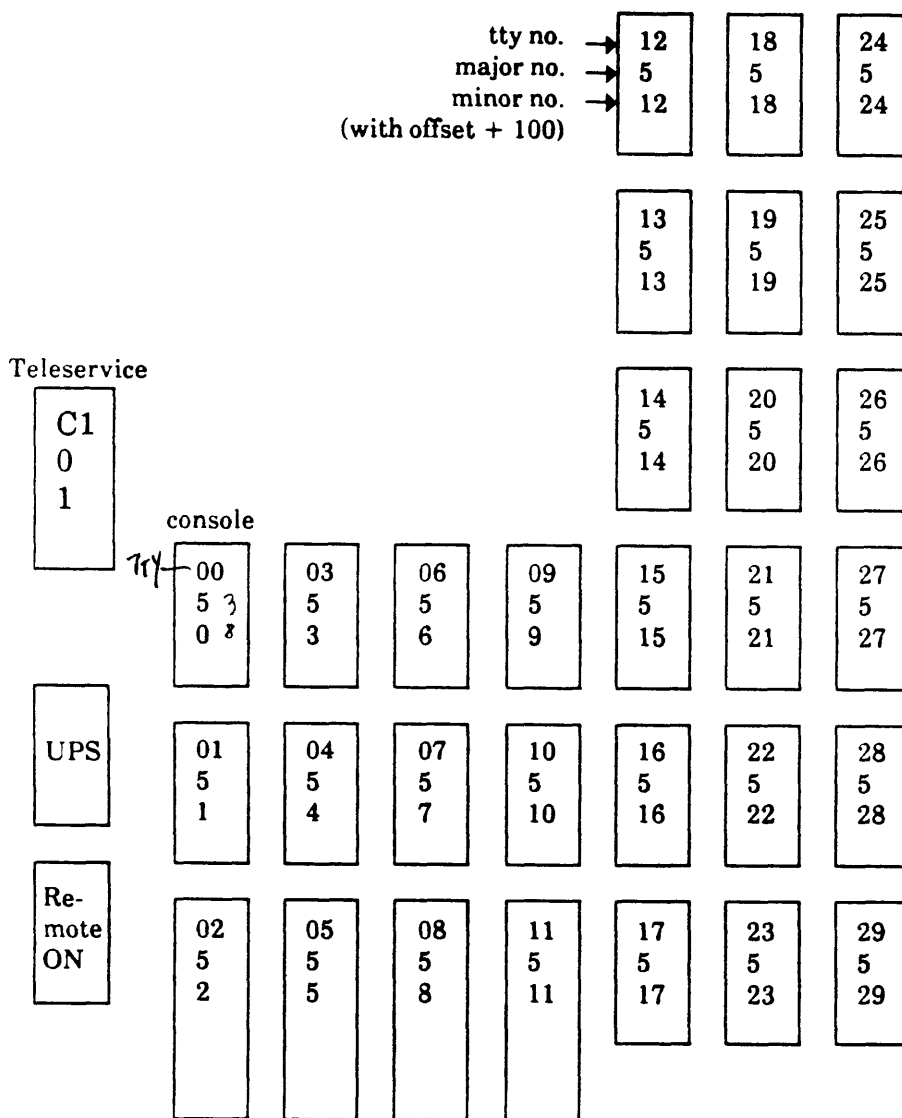 tty no. 12 18 24
major no. 5 5 5
minor no. 12 18 24
(with offset + 100)
13 19 25
5 5 5
13 19 25
Teleservice
C1
0
1
14 20 26
5 5 5
14 20 26
console
TTY 00 03 06 09 15 21 27
5 3 5 5 5 5 5 5
0 8 3 6 9 15 21 27
UPS
01 04 07 10 16 22 28
5 5 5 5 5 5 5
1 4 7 10 16 22 28
Re-
mote
ON
02 05 08 11 17 23 29
5 5 5 5 5 5 5
2 5 8 11 17 23 29